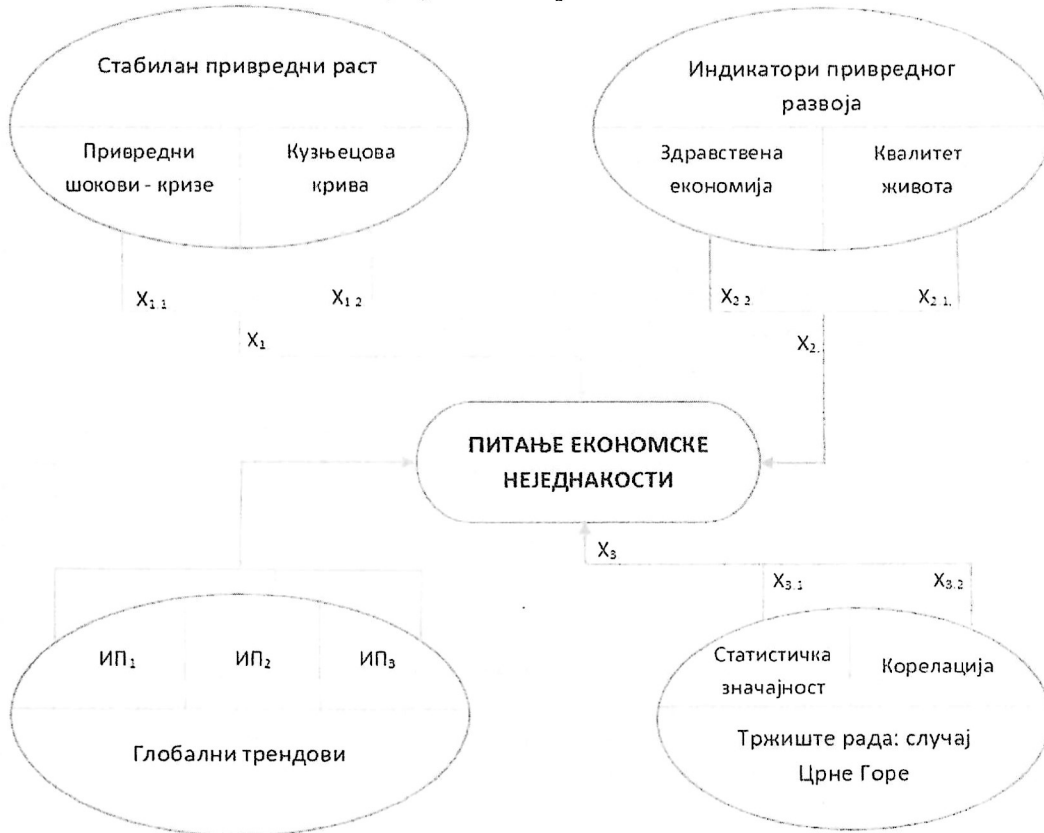 Стабилан привредни раст
Привредни
шокови - кризе
Кузњецова
крива
Индикатори привредног
развоја
Здравствена
економија
Квалитет
живота
X₁.₁
X₁.₂
X₁
X₂.₂
X₂.₁.
X₂.
ПИТАЊЕ ЕКОНОМСКЕ
НЕЈЕДНАКОСТИ
X₃
X₃.₁
X₃.₂
ИП₁
ИП₂
ИП₃
Глобални трендови
Статистичка
значајност
Корелација
Тржиште рада: случај
Црне Горе